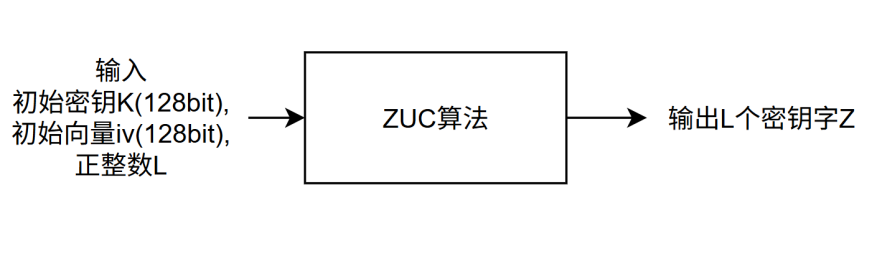 输入
初始密钥K(128bit),
初始向量iv(128bit),
正整数L
ZUC算法
输出L个密钥字Z